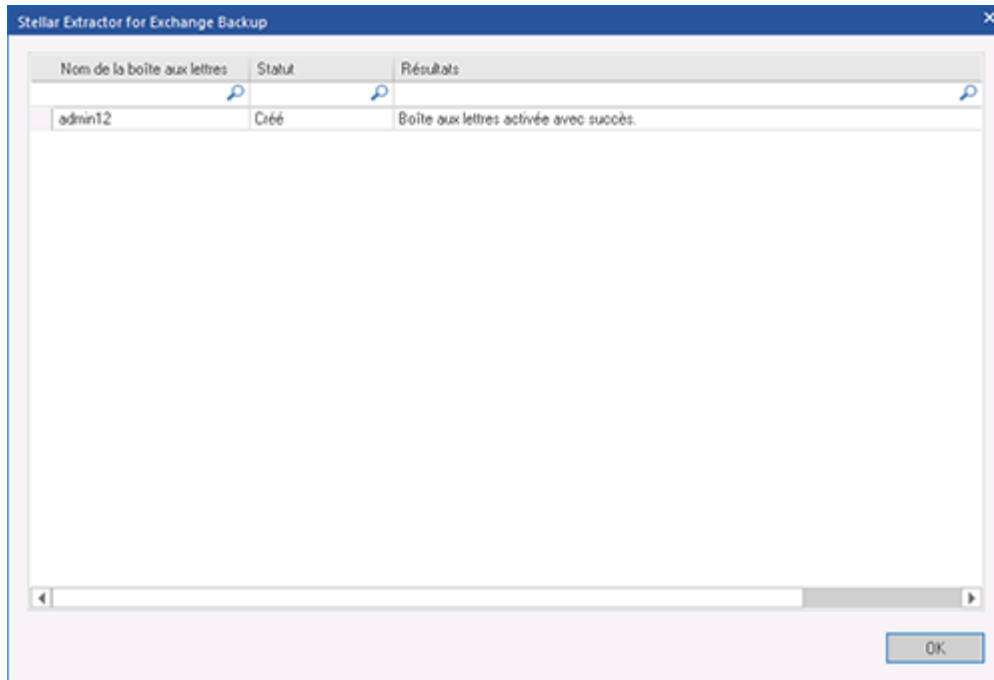 Stellar Extractor for Exchange Backup
Nom de la boîte aux lettres Statut Résultats
admin12 Créé Boîte aux lettres activée avec succès.
OK